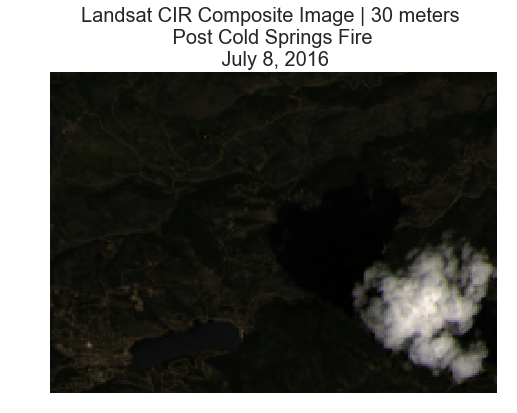 Landsat CIR Composite Image | 30 meters
Post Cold Springs Fire
July 8, 2016